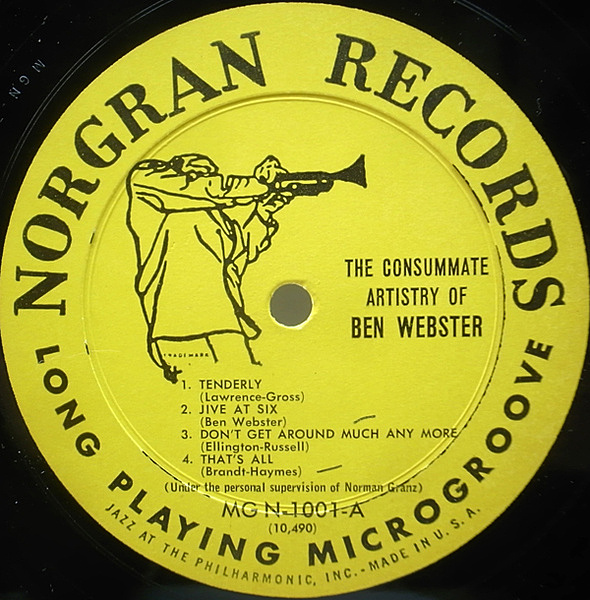 NORGRAN RECORDS
THE CONSUMMATE
ARTISTRY OF
BEN WEBSTER
TRADEMARK
1. TENDERLY
(Lawrence-Gross)
2. JIVE AT SIX
(Ben Webster)
3. DON'T GET AROUND MUCH ANY MORE
(Ellington-Russell)
4. THAT'S ALL
(Brandt-Haymes)
(Under the personal supervision of Norman Granz)
MG N-1001-A
(10,490)
LONG PLAYING MICROGROOVE
JAZZ AT THE PHILHARMONIC, INC. - MADE IN U. S. A.
MGN